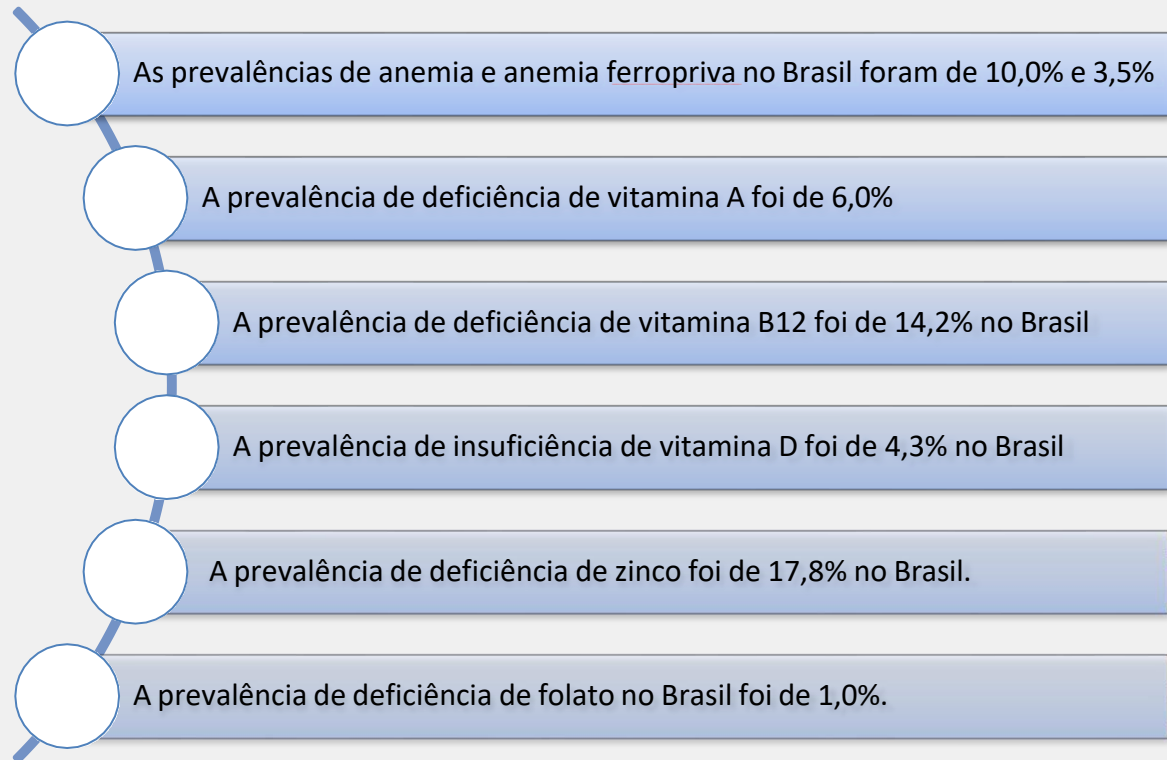 As prevalências de anemia e anemia ferropriva no Brasil foram de 10,0% e 3,5%
A prevalência de deficiência de vitamina A foi de 6,0%
A prevalência de deficiência de vitamina B12 foi de 14,2% no Brasil
A prevalência de insuficiência de vitamina D foi de 4,3% no Brasil
A prevalência de deficiência de zinco foi de 17,8% no Brasil.
A prevalência de deficiência de folato no Brasil foi de 1,0%.